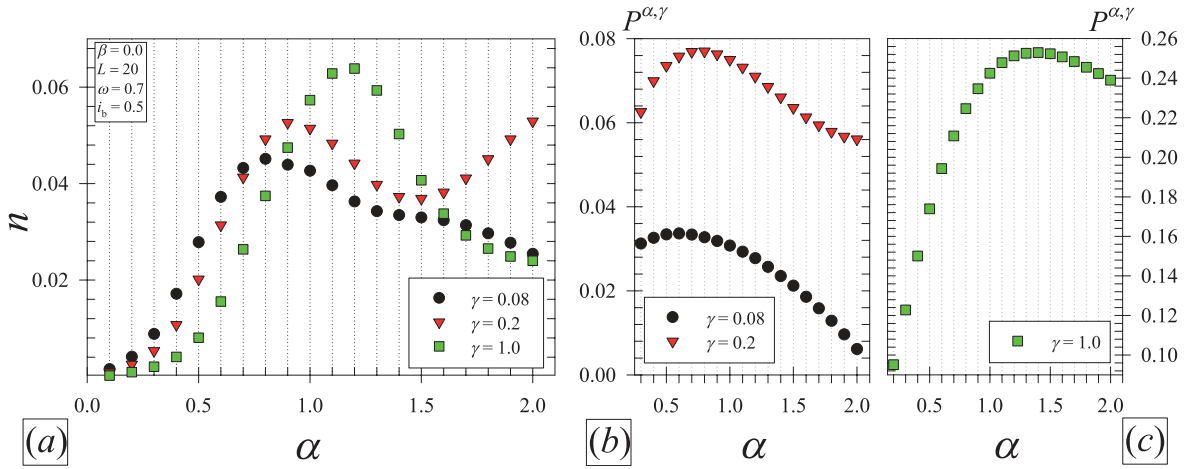 β = 0.0
L = 20
ω = 0.7
i_b = 0.5
n
0.06
0.04
0.02
0.0 0.5 1.0 1.5 2.0
α
γ = 0.08
γ = 0.2
γ = 1.0
(a)
P^{α,γ}
0.08
0.06
0.04
0.02
0.00
0.5 1.0 1.5 2.0
α
γ = 0.08
γ = 0.2
(b)
P^{α,γ}
0.26
0.24
0.22
0.20
0.18
0.16
0.14
0.12
0.10
0.5 1.0 1.5 2.0
α
γ = 1.0
(c)